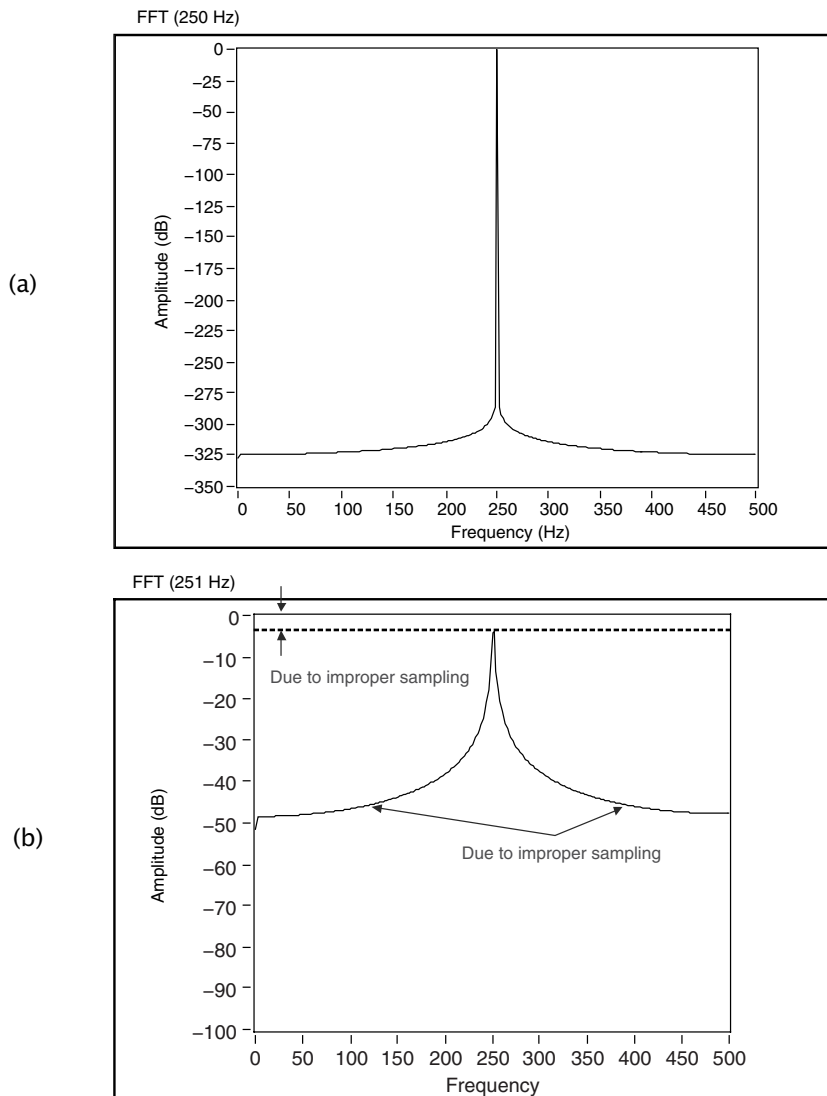 FFT (250 Hz)
(a)
Amplitude (dB)
0
−25
−50
−75
−100
−125
−150
−175
−200
−225
−250
−275
−300
−325
−350
0 50 100 150 200 250 300 350 400 450 500
Frequency (Hz)
FFT (251 Hz)
(b)
Amplitude (dB)
0
−10
−20
−30
−40
−50
−60
−70
−80
−90
−100
Due to improper sampling
Due to improper sampling
0 50 100 150 200 250 300 350 400 450 500
Frequency